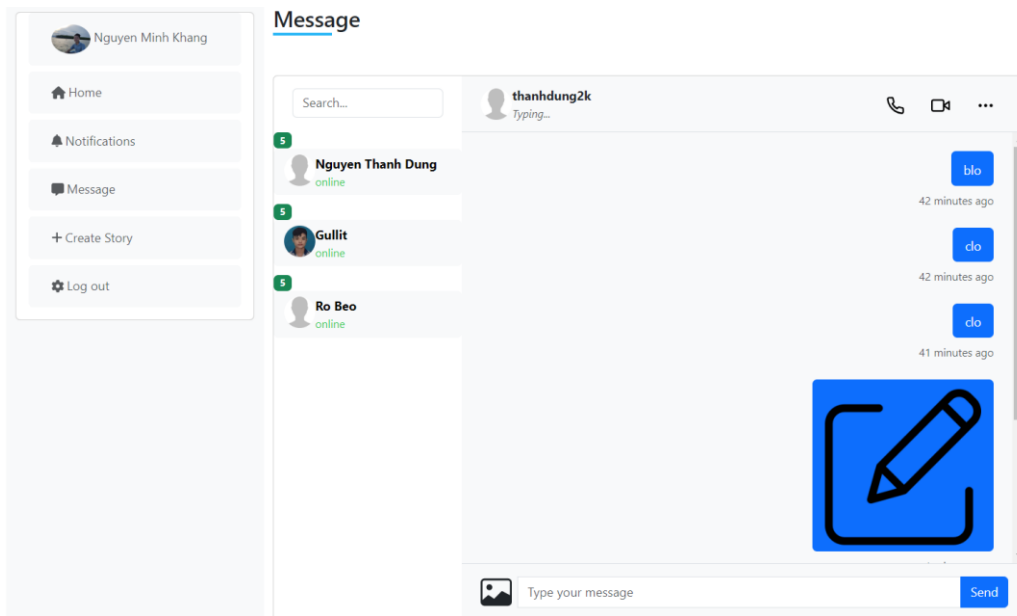 Nguyen Minh Khang
Home
Notifications
Message
Create Story
Log out
Message
Search...
5
Nguyen Thanh Dung
online
5
Gullit
online
5
Ro Beo
online
thanhdung2k
Typing...
blo
42 minutes ago
clo
42 minutes ago
clo
41 minutes ago
Type your message
Send